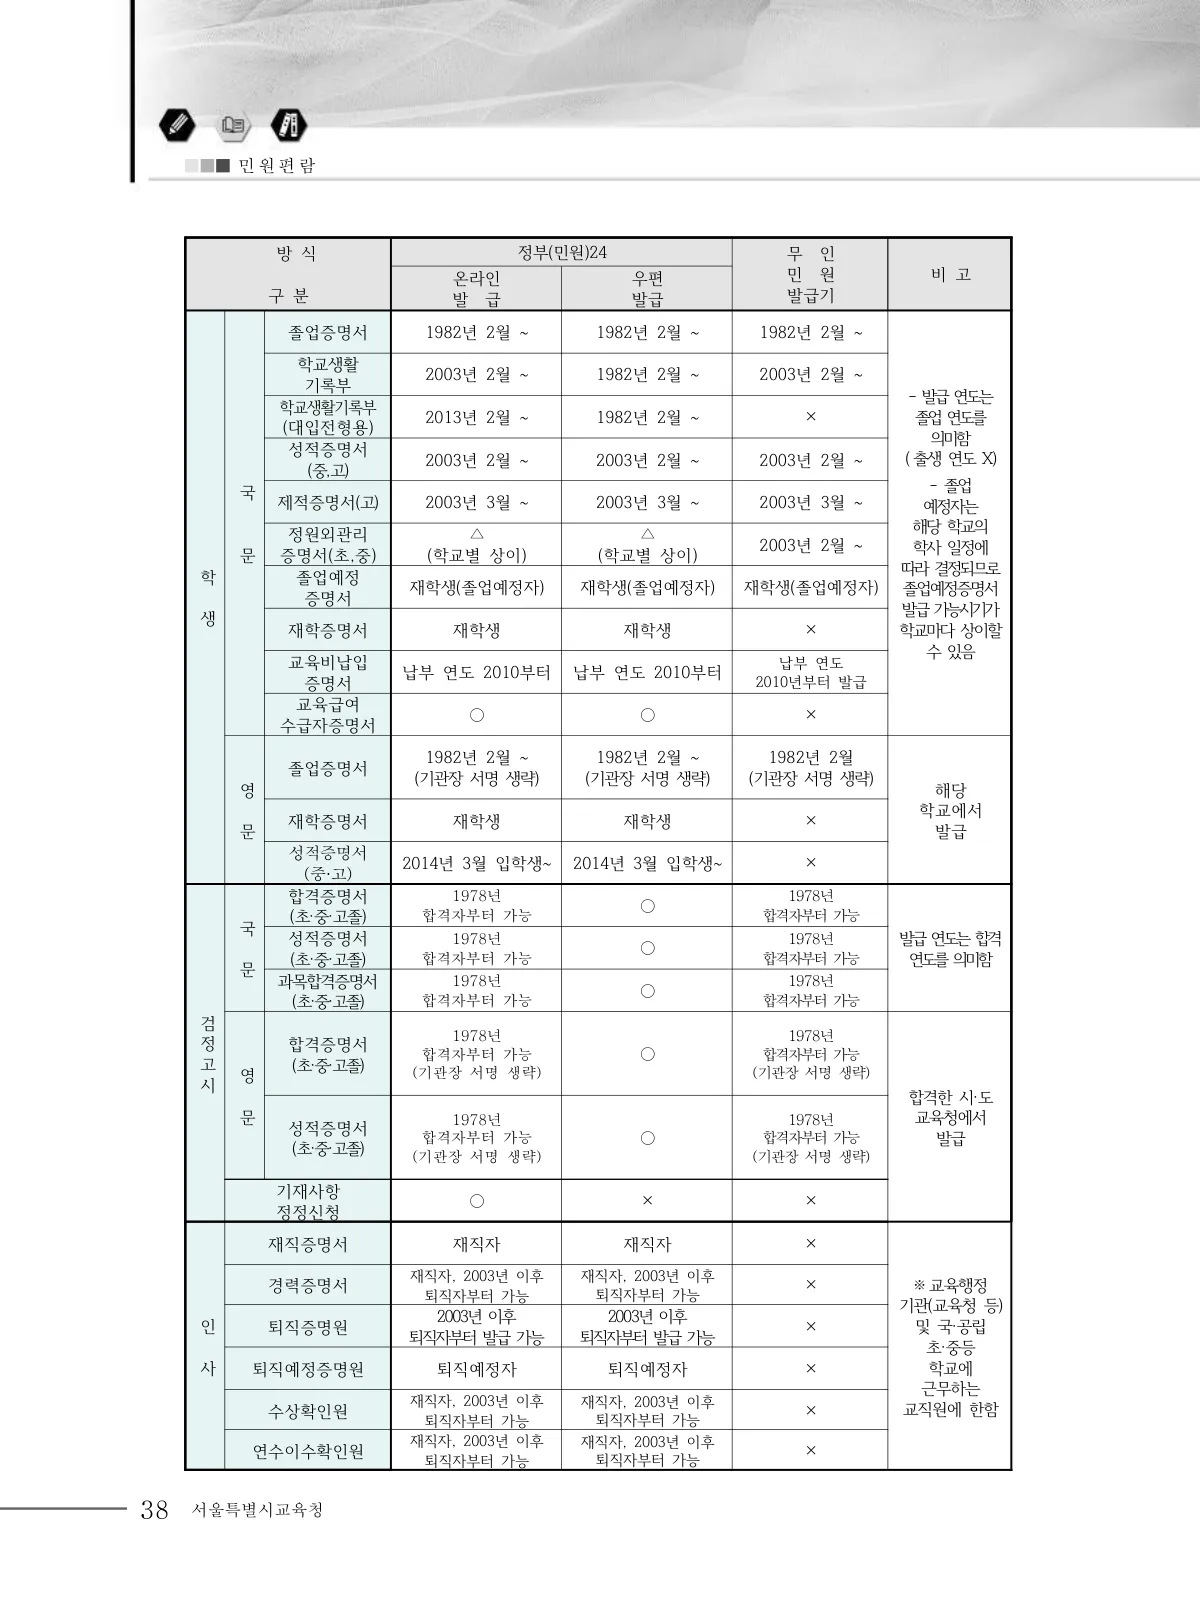 민원편람
방 식
구 분
정부(민원)24
온라인
발 급
우편
발급
무 인
민 원
발급기
비 고
학
생
국
문
졸업증명서
1982년 2월 ~
1982년 2월 ~
1982년 2월 ~
학교생활
기록부
2003년 2월 ~
1982년 2월 ~
2003년 2월 ~
학교생활기록부
(대입전형용)
2013년 2월 ~
1982년 2월 ~
×
성적증명서
(중,고)
2003년 2월 ~
2003년 2월 ~
2003년 2월 ~
제적증명서(고)
2003년 3월 ~
2003년 3월 ~
2003년 3월 ~
정원외관리
증명서(초,중)
△
(학교별 상이)
△
(학교별 상이)
2003년 2월 ~
졸업예정
증명서
재학생(졸업예정자)
재학생(졸업예정자)
재학생(졸업예정자)
재학증명서
재학생
재학생
×
교육비납입
증명서
납부 연도 2010부터
납부 연도 2010부터
납부 연도
2010년부터 발급
교육급여
수급자증명서
○
○
×
- 발급 연도는
졸업 연도를
의미함
( 출생 연도 X)
- 졸업
예정자는
해당 학교의
학사 일정에
따라 결정되므로
졸업예정증명서
발급 가능시기가
학교마다 상이할
수 있음
영
문
졸업증명서
1982년 2월 ~
(기관장 서명 생략)
1982년 2월 ~
(기관장 서명 생략)
1982년 2월
(기관장 서명 생략)
재학증명서
재학생
재학생
×
성적증명서
(중·고)
2014년 3월 입학생~
2014년 3월 입학생~
×
해당
학교에서
발급
검
정
고
시
국
문
합격증명서
(초·중·고졸)
1978년
합격자부터 가능
○
1978년
합격자부터 가능
성적증명서
(초·중·고졸)
1978년
합격자부터 가능
○
1978년
합격자부터 가능
과목합격증명서
(초·중·고졸)
1978년
합격자부터 가능
○
1978년
합격자부터 가능
발급 연도는 합격
연도를 의미함
영
문
합격증명서
(초·중·고졸)
1978년
합격자부터 가능
(기관장 서명 생략)
○
1978년
합격자부터 가능
(기관장 서명 생략)
성적증명서
(초·중·고졸)
1978년
합격자부터 가능
(기관장 서명 생략)
○
1978년
합격자부터 가능
(기관장 서명 생략)
기재사항
정정신청
○
×
×
합격한 시·도
교육청에서
발급
인
사
재직증명서
재직자
재직자
×
경력증명서
재직자, 2003년 이후
퇴직자부터 가능
재직자, 2003년 이후
퇴직자부터 가능
×
퇴직증명원
2003년 이후
퇴직자부터 발급 가능
2003년 이후
퇴직자부터 발급 가능
×
퇴직예정증명원
퇴직예정자
퇴직예정자
×
수상확인원
재직자, 2003년 이후
퇴직자부터 가능
재직자, 2003년 이후
퇴직자부터 가능
×
연수이수확인원
재직자, 2003년 이후
퇴직자부터 가능
재직자, 2003년 이후
퇴직자부터 가능
×
※ 교육행정
기관(교육청 등)
및 국·공립
초·중등
학교에
근무하는
교직원에 한함
38 서울특별시교육청